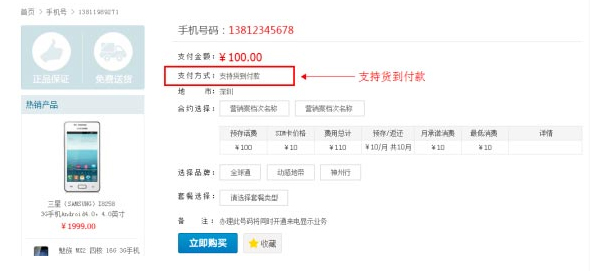 首页 > 手机号 > 13811989271
手机号码：13812345678
支付金额：¥100.00
支付方式：支持货到付款
支持货到付款
地 市：深圳
合约选择：营销案档次名称 营销案档次名称
预存话费 SIM卡价格 费用总计 预存/返还 月承诺消费 最低消费 详情
¥100 ¥10 ¥110 ¥10/月 共10月 ¥10 ¥10
选择品牌：全球通 动感地带 神州行
套餐选择：请选择套餐类型
备 注：办理此号码将同时开通来电显示业务
立即购买 收藏
正品保证 免费送货
热销产品
三星 (SAMSUNG) I8250
3G手机Android4.0，4.0英寸
¥1999.00
魅族 MX2 四核 16G 3G手机